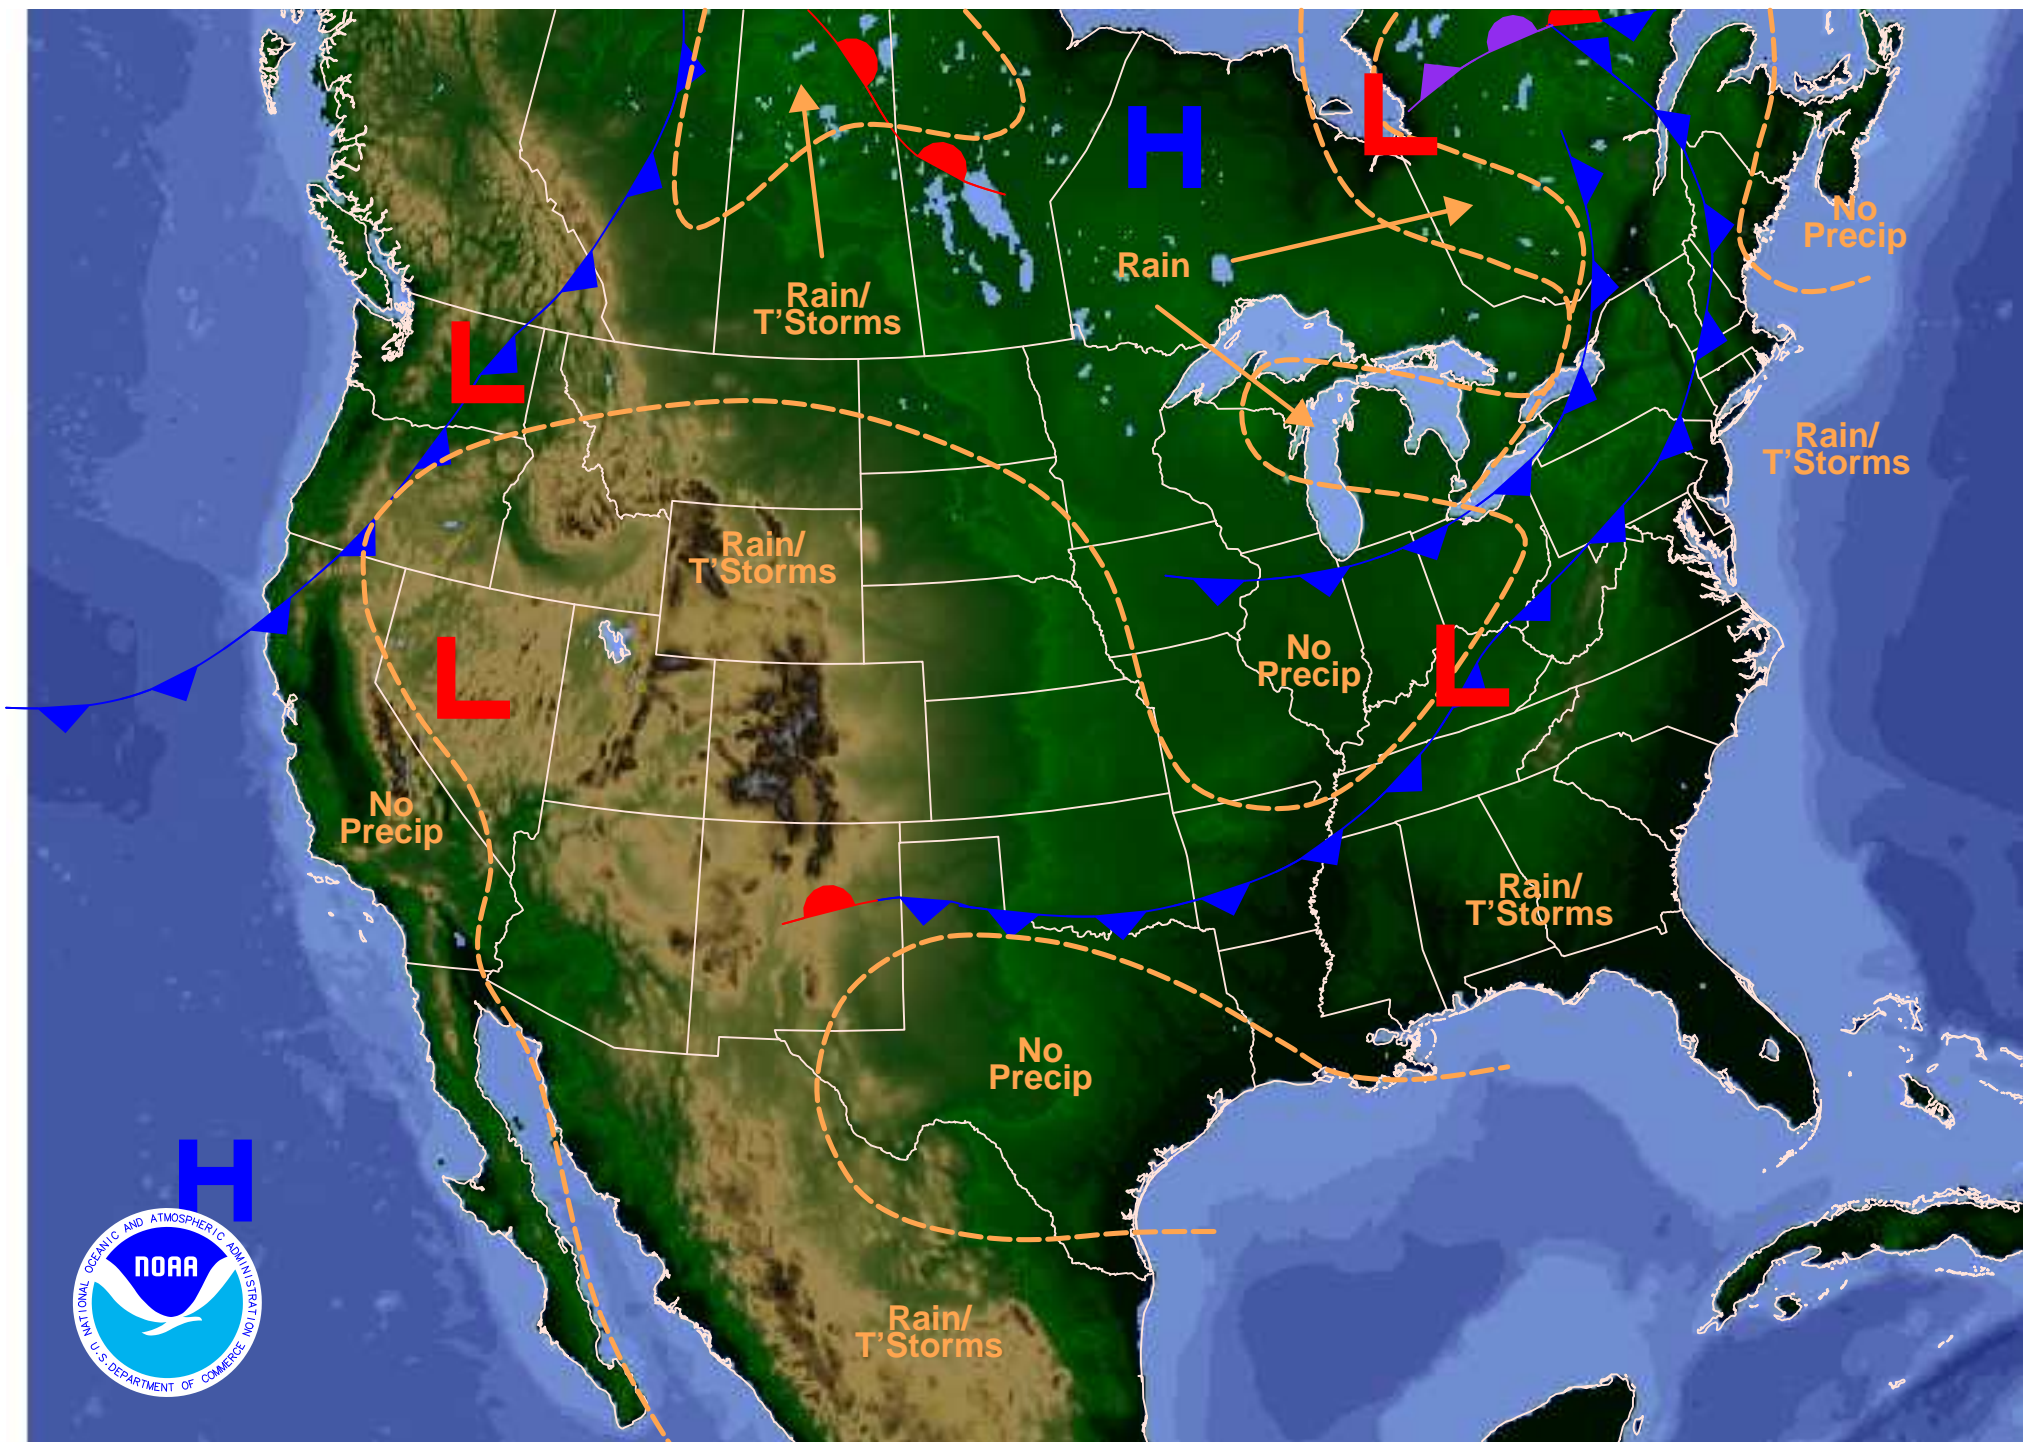 H
L
No
Precip
Rain
Rain/
T'Storms
L
Rain/
T'Storms
Rain/
T'Storms
No
Precip
L
L
No
Precip
Rain/
T'Storms
No
Precip
H
NATIONAL OCEANIC AND ATMOSPHERIC ADMINISTRATION
NOAA
U.S. DEPARTMENT OF COMMERCE
Rain/
T'Storms